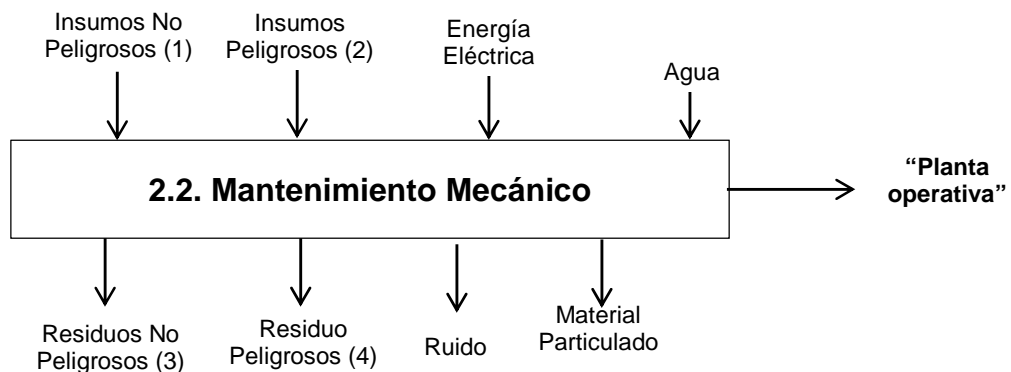 Insumos No
Peligrosos (1)
Insumos
Peligrosos (2)
Energía
Eléctrica
Agua
2.2. Mantenimiento Mecánico
“Planta
operativa”
Residuos No
Peligrosos (3)
Residuo
Peligrosos (4)
Ruido
Material
Particulado